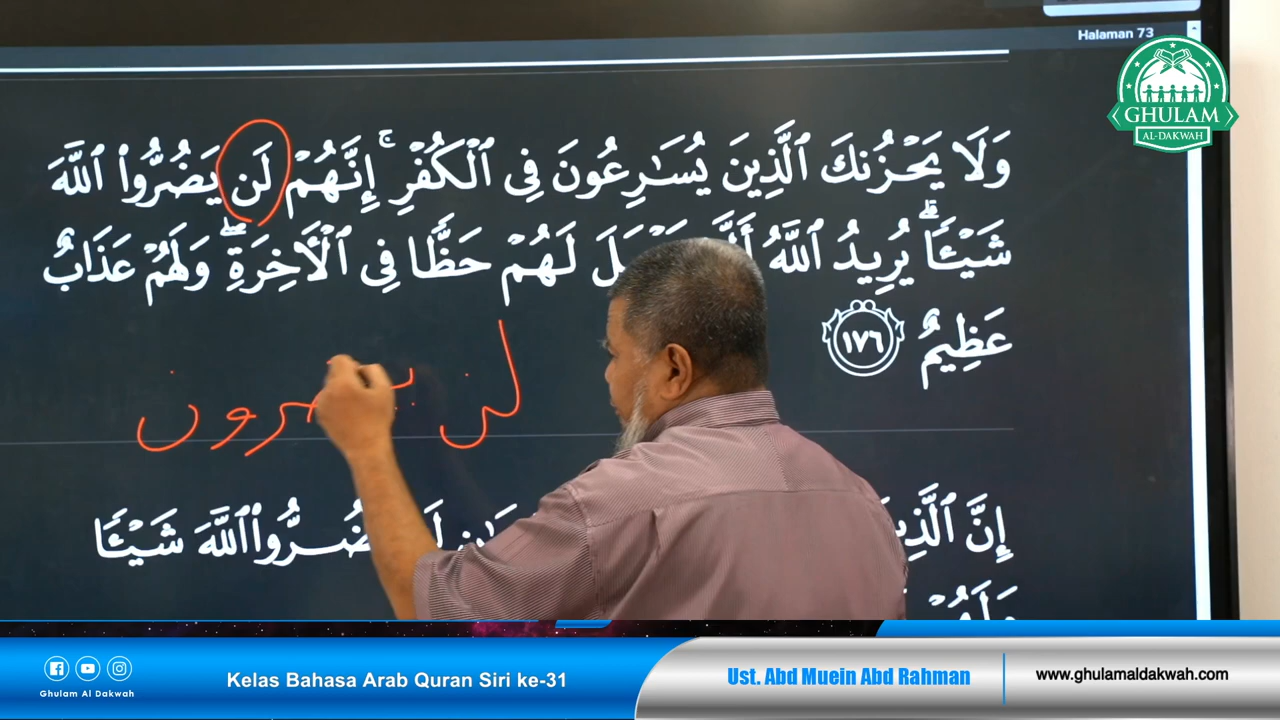 Halaman 73
GHULAM
AL-DAKWAH
وَلَا يَحْزُنكَ ٱلَّذِينَ يُسَـٰرِعُونَ فِى ٱلْكُفْرِ ۚ إِنَّهُمْ لَن يَضُرُّوا۟ ٱللَّهَ
شَيْـًٔا ۗ يُرِيدُ ٱللَّهُ لَهُمْ حَظًّا فِى ٱلْـَٔاخِرَةِ ۖ وَلَهُمْ عَذَابٌ
عَظِيمٌ ١٧٦
لن
إِنَّ ٱلَّذِينَ ٱللَّهَ شَيْـًٔا
وَلَهُمْ
Ghulam Al Dakwah
Kelas Bahasa Arab Quran Siri ke-31
Ust. Abd Muein Abd Rahman
www.ghulamaldakwah.com